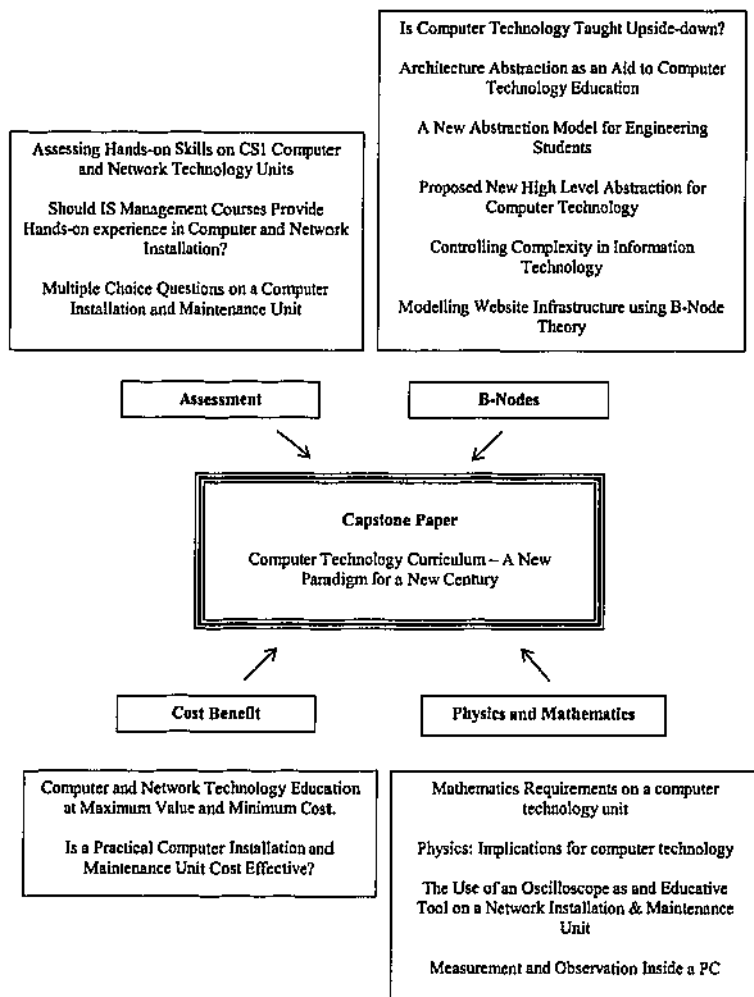 Is Computer Technology Taught Upside-down?
Architecture Abstraction as an Aid to Computer
Technology Education
A New Abstraction Model for Engineering
Students
Proposed New High Level Abstraction for
Computer Technology
Controlling Complexity in Information
Technology
Modelling Website Infrastructure using B-Node
Theory
Assessing Hands-on Skills on CS1 Computer
and Network Technology Units
Should IS Management Courses Provide
Hands-on experience in Computer and Network
Installation?
Multiple Choice Questions on a Computer
Installation and Maintenance Unit
Assessment
B-Nodes
Capstone Paper
Computer Technology Curriculum – A New
Paradigm for a New Century
Cost Benefit
Physics and Mathematics
Computer and Network Technology Education
at Maximum Value and Minimum Cost.
Is a Practical Computer Installation and
Maintenance Unit Cost Effective?
Mathematics Requirements on a computer
technology unit
Physics: Implications for computer technology
The Use of an Oscilloscope as and Educative
Tool on a Network Installation & Maintenance
Unit
Measurement and Observation Inside a PC